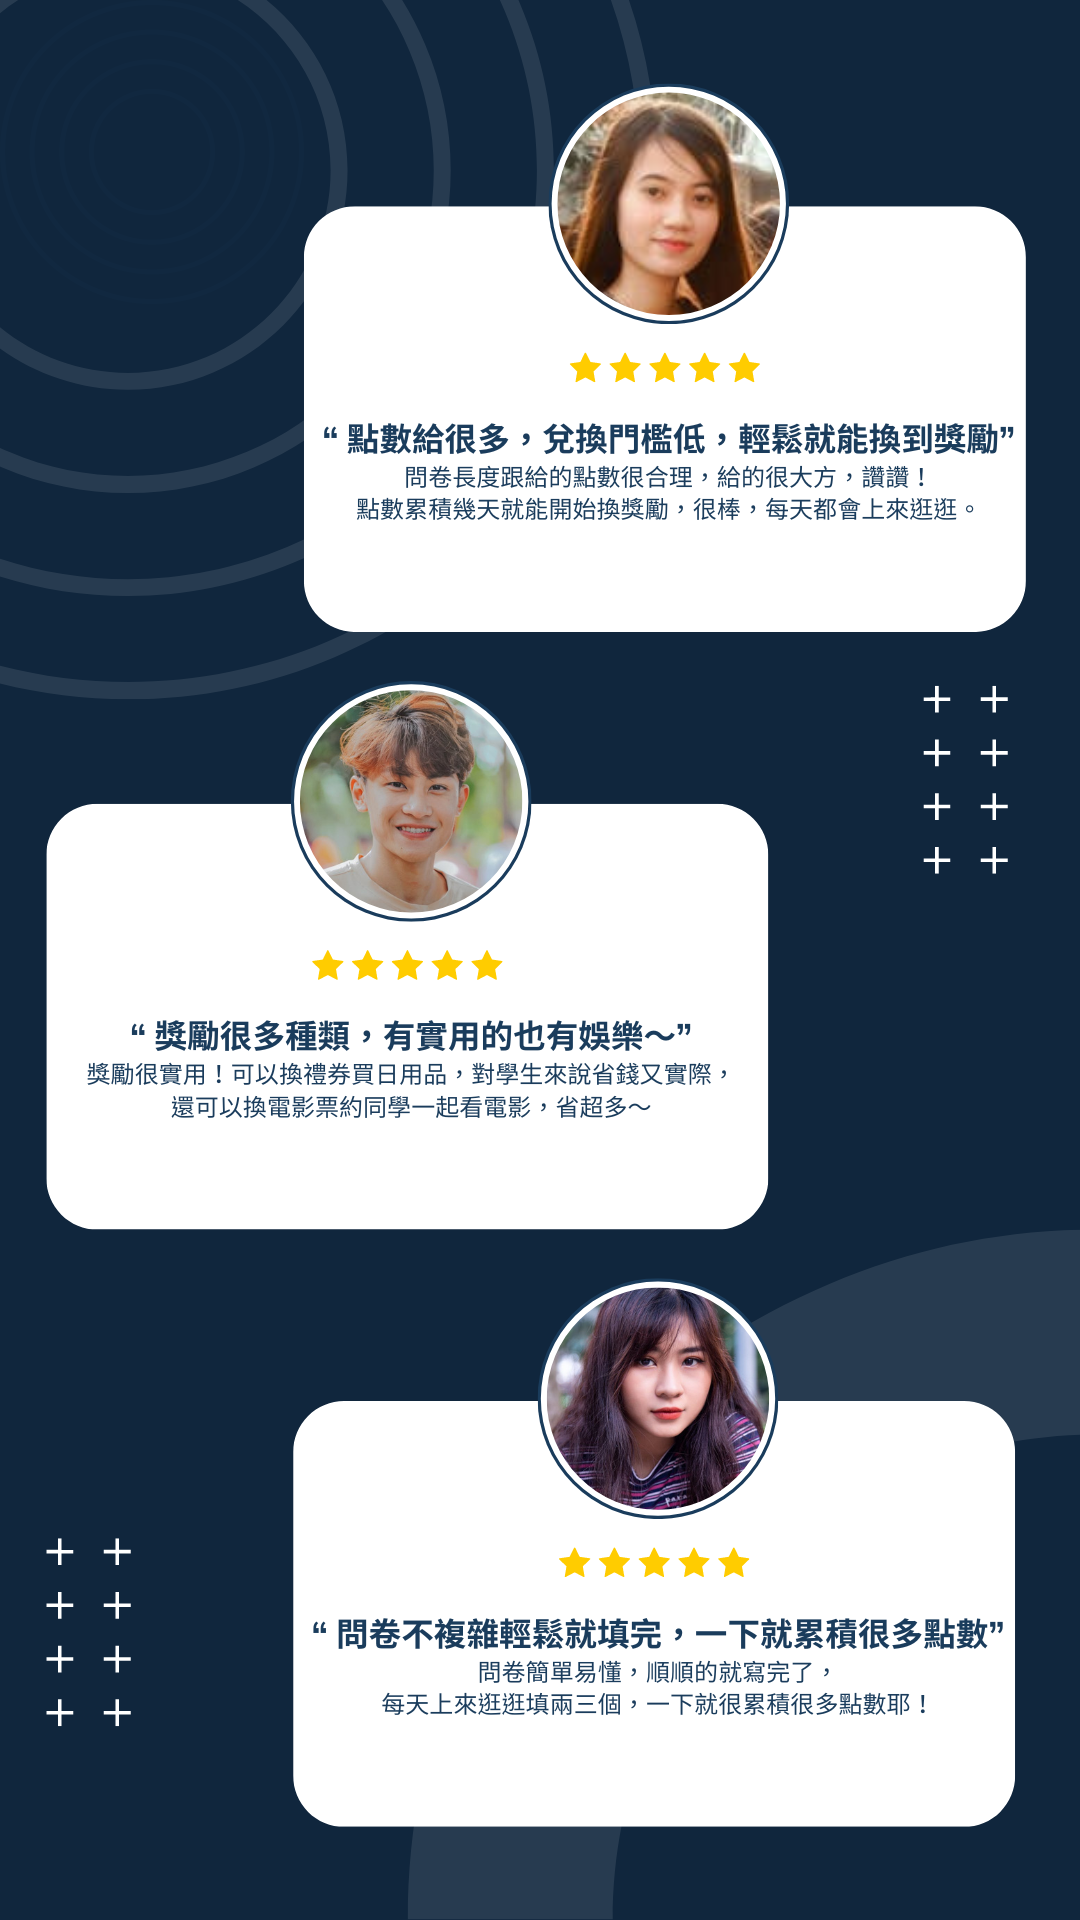 “ 點數給很多，兌換門檻低，輕鬆就能換到獎勵”
問卷長度跟給的點數很合理，給的很大方，讚讚！
點數累積幾天就能開始換獎勵，很棒，每天都會上來逛逛。
“ 獎勵很多種類，有實用的也有娛樂～”
獎勵很實用！可以換禮券買日用品，對學生來說省錢又實際，
還可以換電影票約同學一起看電影，省超多～
“ 問卷不複雜輕鬆就填完，一下就累積很多點數”
問卷簡單易懂，順順的就寫完了，
每天上來逛逛填兩三個，一下就很累積很多點數耶！